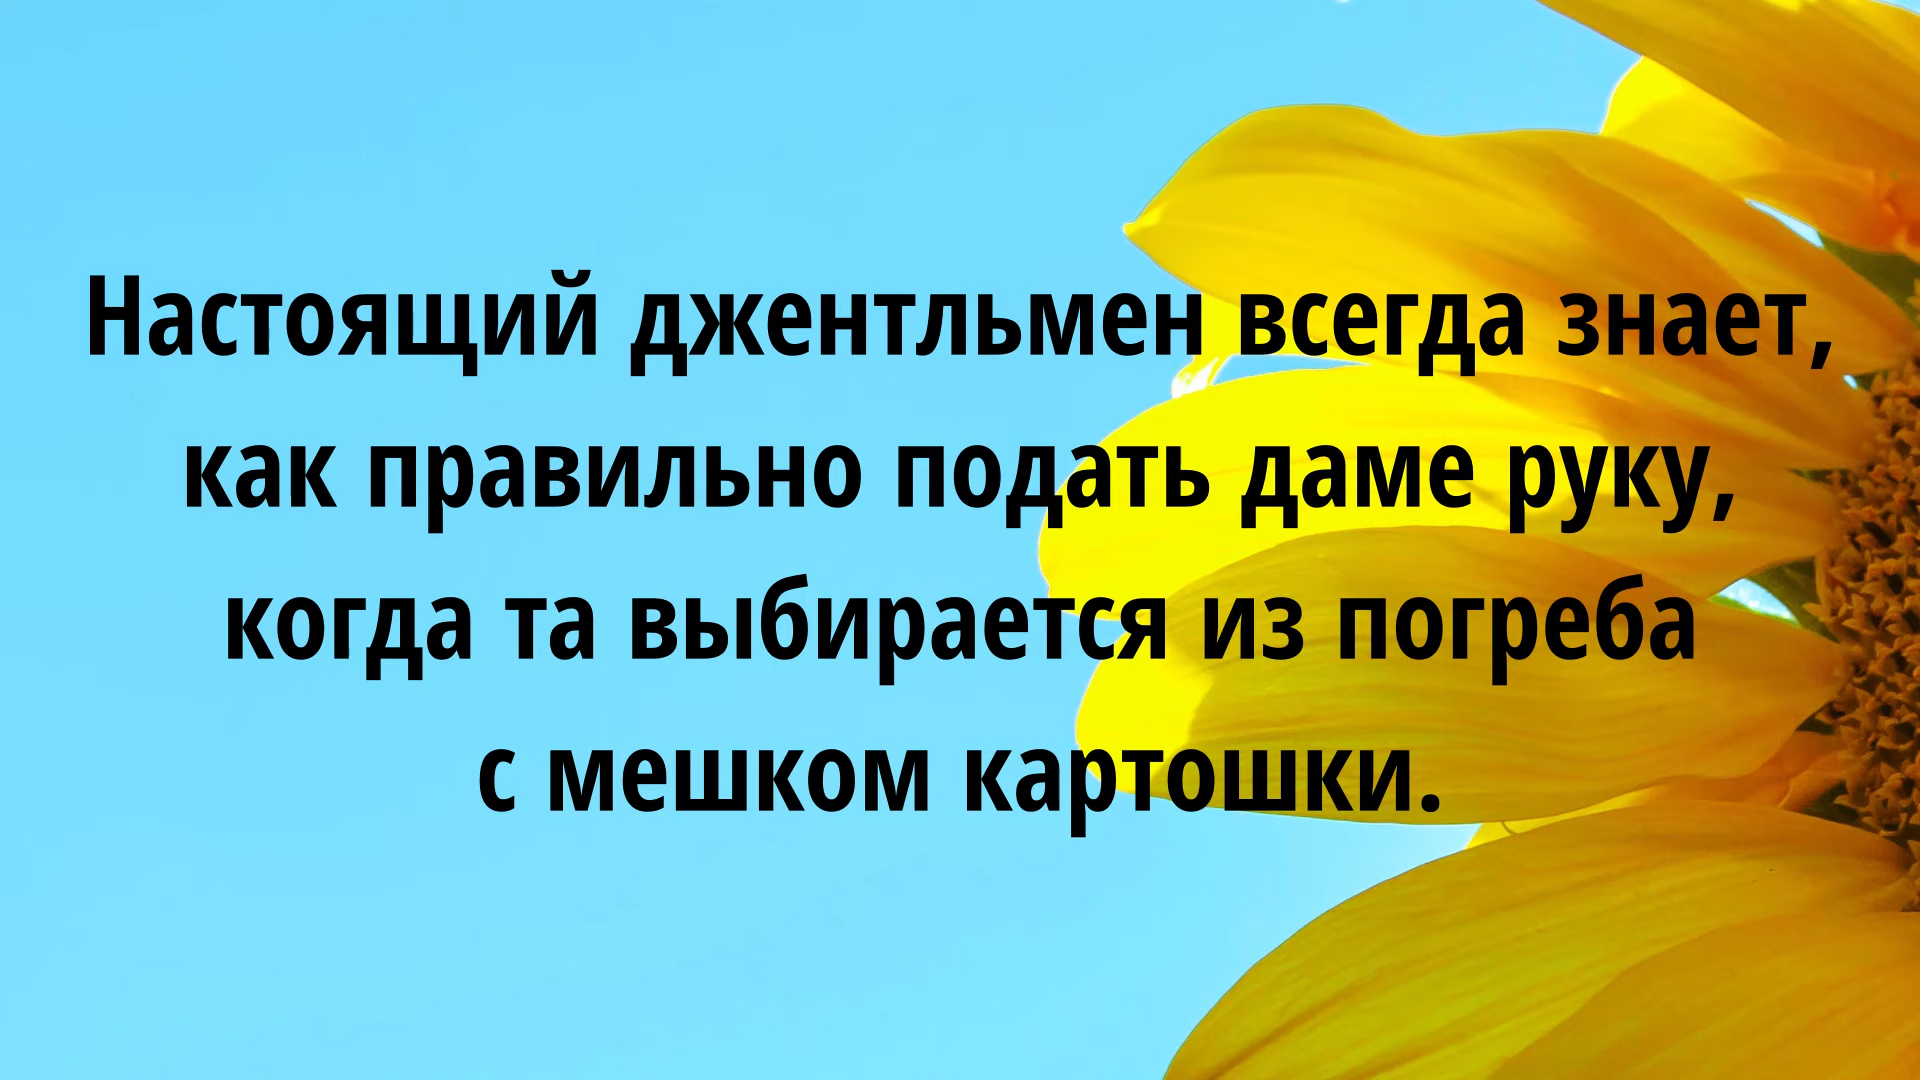 Настоящий джентльмен всегда знает,
как правильно подать даме руку,
когда та выбирается из погреба
с мешком картошки.